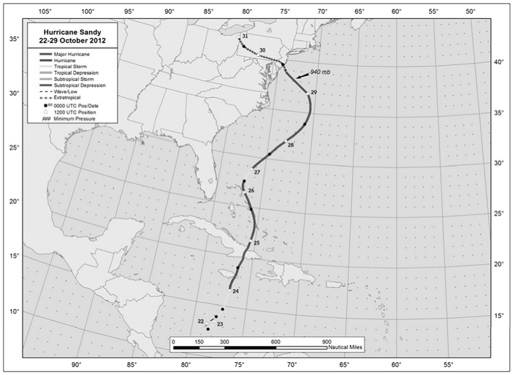 105° 100° 95° 90° 85° 80° 75° 70° 65° 60° 55° 50° 45°
Hurricane Sandy
22-29 October 2012
Major Hurricane
Hurricane
Tropical Storm
Tropical Depression
Subtropical Storm
Subtropical Depression
Wave/Low
Extratropical
0000 UTC Pos/Date
1200 UTC Position
Minimum Pressure
35°
30°
25°
20°
15°
10°
31
30
940 mb
29
28
27
26
25
24
22
23
40°
35°
30°
25°
20°
15°
0 150 300 600 900
Nautical Miles
90° 85° 80° 75° 70° 65° 60° 55°